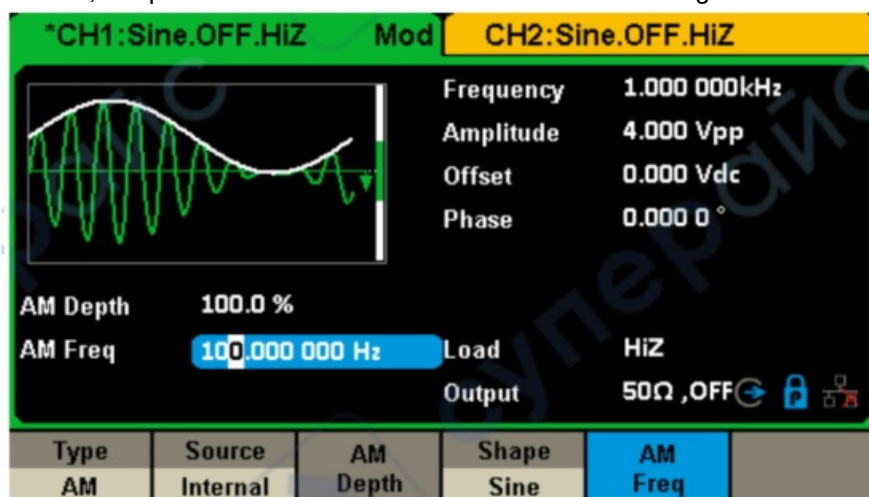 *CH1:Sine.OFF.HiZ Mod CH2:Sine.OFF.HiZ
Frequency 1.000 000kHz
Amplitude 4.000 Vpp
Offset 0.000 Vdc
Phase 0.000 0 °
AM Depth 100.0 %
AM Freq 100.000 000 Hz Load HiZ
Output 50Ω ,OFF
Type Source AM Depth Shape AM Freq
AM Internal Sine
суперайс